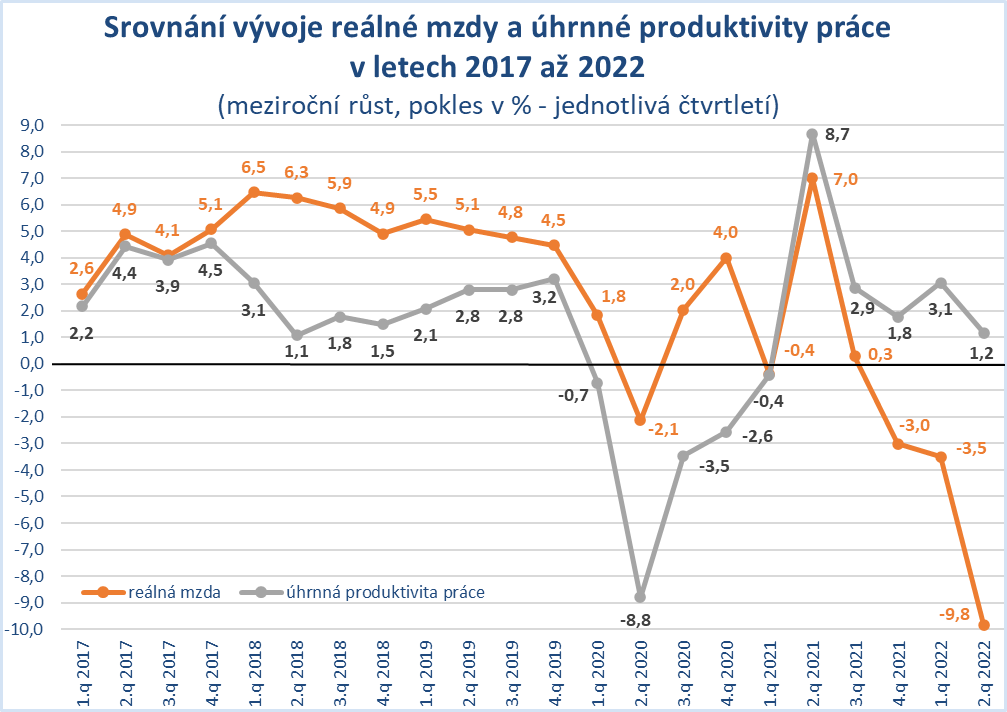 Srovnání vývoje reálné mzdy a úhrnné produktivity práce
v letech 2017 až 2022
(meziroční růst, pokles v % - jednotlivá čtvrtletí)
9,0
8,0
7,0
6,0
5,0
4,0
3,0
2,0
1,0
0,0
-1,0
-2,0
-3,0
-4,0
-5,0
-6,0
-7,0
-8,0
-9,0
-10,0
2,6
4,9
4,1
5,1
6,5
6,3
5,9
4,9
5,5
5,1
4,8
4,5
1,8
-2,1
2,0
4,0
-0,4
7,0
0,3
-3,0
-3,5
-9,8
2,2
4,4
3,9
4,5
3,1
1,1
1,8
1,5
2,1
2,8
2,8
3,2
-0,7
-8,8
-3,5
-2,6
-0,4
8,7
2,9
1,8
3,1
1,2
reálná mzda
úhrnná produktivita práce
1.q 2017
2.q 2017
3.q 2017
4.q 2017
1.q 2018
2.q 2018
3.q 2018
4.q 2018
1.q 2019
2.q 2019
3.q 2019
4.q 2019
1.q 2020
2.q 2020
3.q 2020
4.q 2020
1.q 2021
2.q 2021
3.q 2021
4.q 2021
1.q 2022
2.q 2022